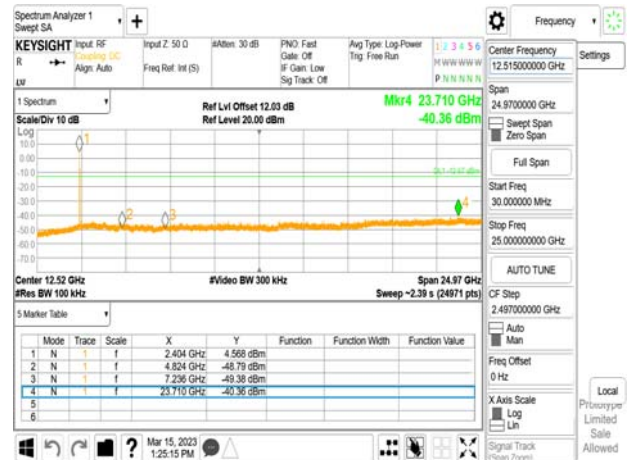 Spectrum Analyzer 1
Swept SA
+
Frequency
KEYSIGHT Input: RF
R
Coupling: DC
Align: Auto
LVI
Input Z: 50 Ω
Freq Ref: Int (S)
#Atten: 30 dB
PNO: Fast
Gate: Off
IF Gain: Low
Sig Track: Off
Avg Type: Log-Power
Trig: Free Run
1 2 3 4 5 6
M W W W W W
P N N N N N
1 Spectrum
Scale/Div 10 dB
Ref Lvl Offset 12.03 dB
Ref Level 20.00 dBm
Mkr4 23.710 GHz
-40.36 dBm
Log
10.0
0.00
-10.0
-20.0
-30.0
-40.0
-50.0
-60.0
-70.0
1
2
3
4
Center 12.52 GHz
#Video BW 300 kHz
Span 24.97 GHz
#Res BW 100 kHz
Sweep ~2.39 s (24971 pts)
5 Marker Table
Mode Trace Scale X Y Function Function Width Function Value
1 N 1 f 2.404 GHz 4.568 dBm
2 N 1 f 4.824 GHz -48.79 dBm
3 N 1 f 7.236 GHz -49.38 dBm
4 N 1 f 23.710 GHz -40.36 dBm
5
6
Mar 15, 2023
1:25:15 PM
Center Frequency
12.515000000 GHz
Settings
Span
24.9700000 GHz
Swept Span
Zero Span
Full Span
Start Freq
30.000000 MHz
Stop Freq
25.000000000 GHz
AUTO TUNE
CF Step
2.497000000 GHz
Auto
Man
Freq Offset
0 Hz
X Axis Scale
Log
Lin
Local
Prototype
Limited
Sale
Allowed
Signal Track
(Span Zoom)